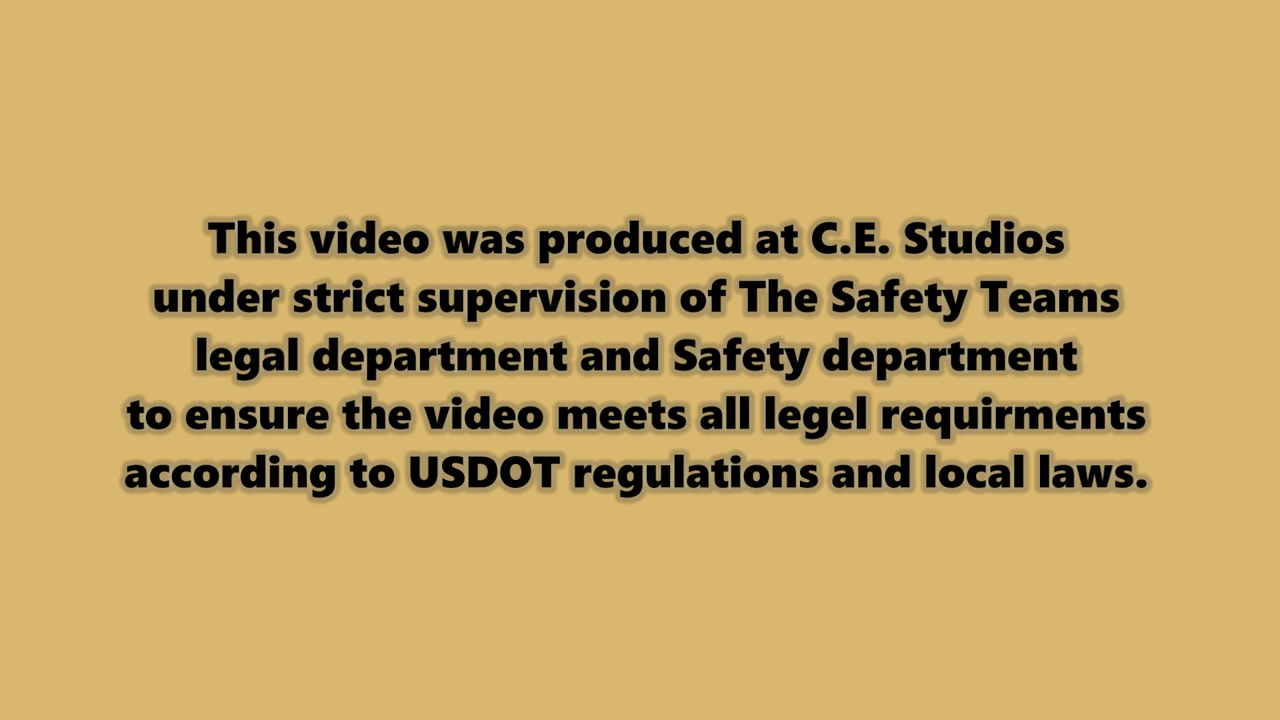 This video was produced at C.E. Studios
under strict supervision of The Safety Teams
legal department and Safety department
to ensure the video meets all legel requirments
according to USDOT regulations and local laws.